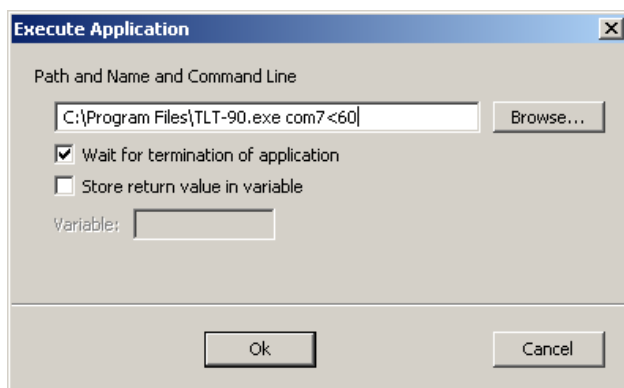 Execute Application
Path and Name and Command Line
C:\Program Files\TLT-90.exe com7<60
Browse...
Wait for termination of application
Store return value in variable
Variable:
Ok
Cancel